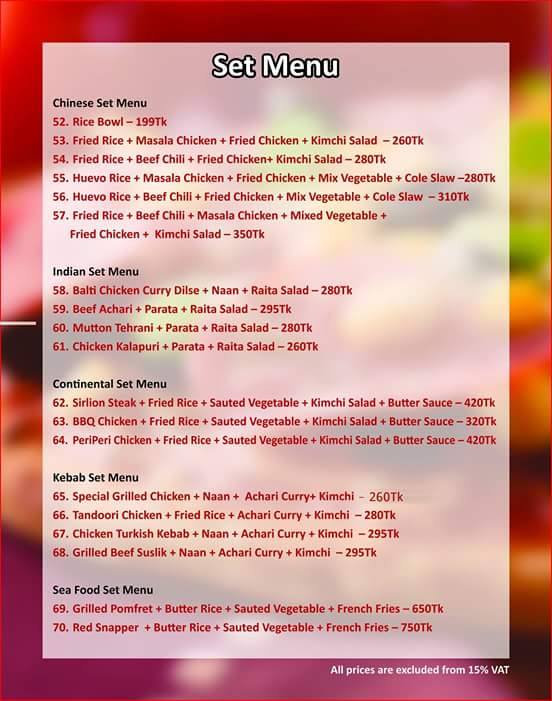 Set Menu
Chinese Set Menu
52. Rice Bowl – 199Tk
53. Fried Rice + Masala Chicken + Fried Chicken + Kimchi Salad – 260Tk
54. Fried Rice + Beef Chili + Fried Chicken+ Kimchi Salad – 280Tk
55. Huevo Rice + Masala Chicken + Fried Chicken + Mix Vegetable + Cole Slaw –280Tk
56. Huevo Rice + Beef Chili + Fried Chicken + Mix Vegetable + Cole Slaw – 310Tk
57. Fried Rice + Beef Chili + Masala Chicken + Mixed Vegetable +
Fried Chicken + Kimchi Salad – 350Tk
Indian Set Menu
58. Balti Chicken Curry Dilse + Naan + Raita Salad – 280Tk
59. Beef Achari + Parata + Raita Salad – 295Tk
60. Mutton Tehrani + Parata + Raita Salad – 280Tk
61. Chicken Kalapuri + Parata + Raita Salad – 260Tk
Continental Set Menu
62. Sirlion Steak + Fried Rice + Sauted Vegetable + Kimchi Salad + Butter Sauce – 420Tk
63. BBQ Chicken + Fried Rice + Sauted Vegetable + Kimchi Salad + Butter Sauce – 320Tk
64. PeriPeri Chicken + Fried Rice + Sauted Vegetable + Kimchi Salad + Butter Sauce – 420Tk
Kebab Set Menu
65. Special Grilled Chicken + Naan + Achari Curry+ Kimchi - 260Tk
66. Tandoori Chicken + Fried Rice + Achari Curry + Kimchi – 280Tk
67. Chicken Turkish Kebab + Naan + Achari Curry + Kimchi – 295Tk
68. Grilled Beef Suslik + Naan + Achari Curry + Kimchi – 295Tk
Sea Food Set Menu
69. Grilled Pomfret + Butter Rice + Sauted Vegetable + French Fries – 650Tk
70. Red Snapper + Butter Rice + Sauted Vegetable + French Fries – 750Tk
All prices are excluded from 15% VAT